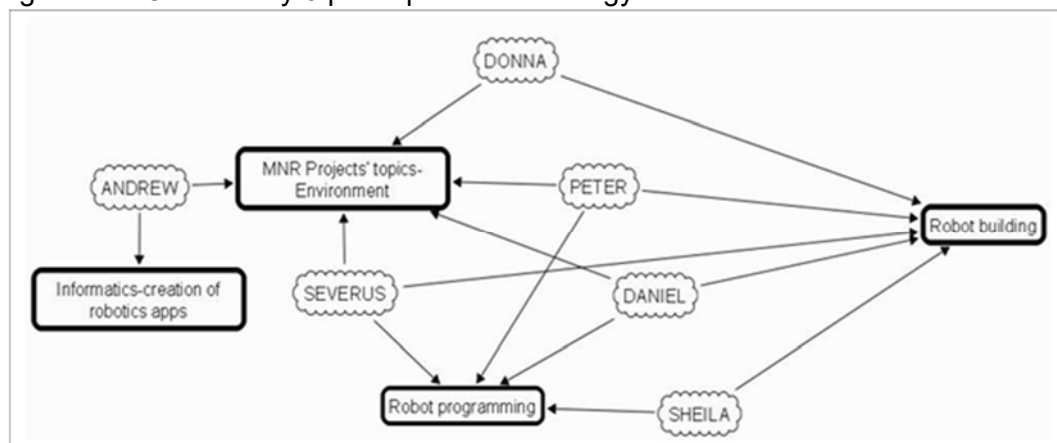 DONNA
MNR Projects' topics-
Environment
ANDREW
PETER
Robot building
Informatics-creation of
robotics apps
SEVERUS
DANIEL
Robot programming
SHEILA